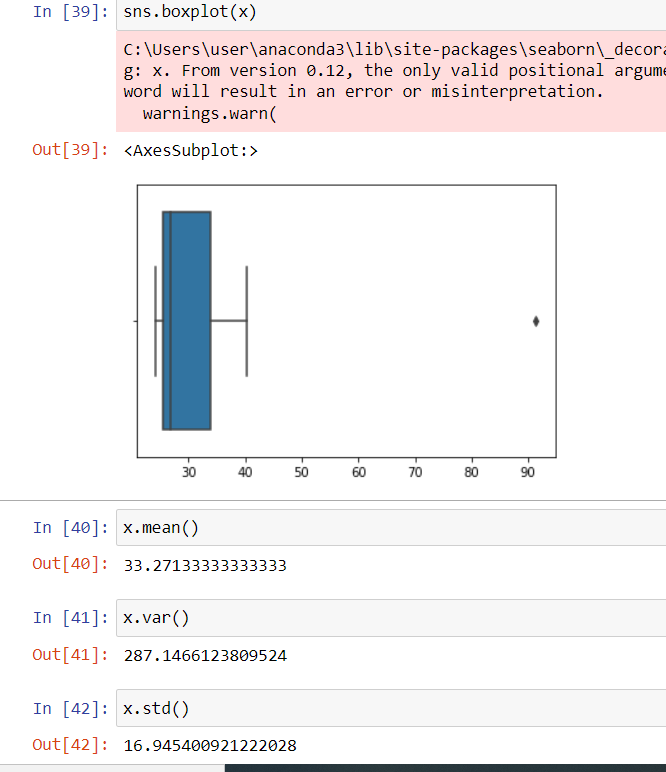 In [39]: sns.boxplot(x)
C:\Users\user\anaconda3\lib\site-packages\seaborn\_decora
g: x. From version 0.12, the only valid positional argume
word will result in an error or misinterpretation.
warnings.warn(
Out[39]: <AxesSubplot:>
30 40 50 60 70 80 90
In [40]: x.mean()
Out[40]: 33.27133333333333
In [41]: x.var()
Out[41]: 287.1466123809524
In [42]: x.std()
Out[42]: 16.945400921222028